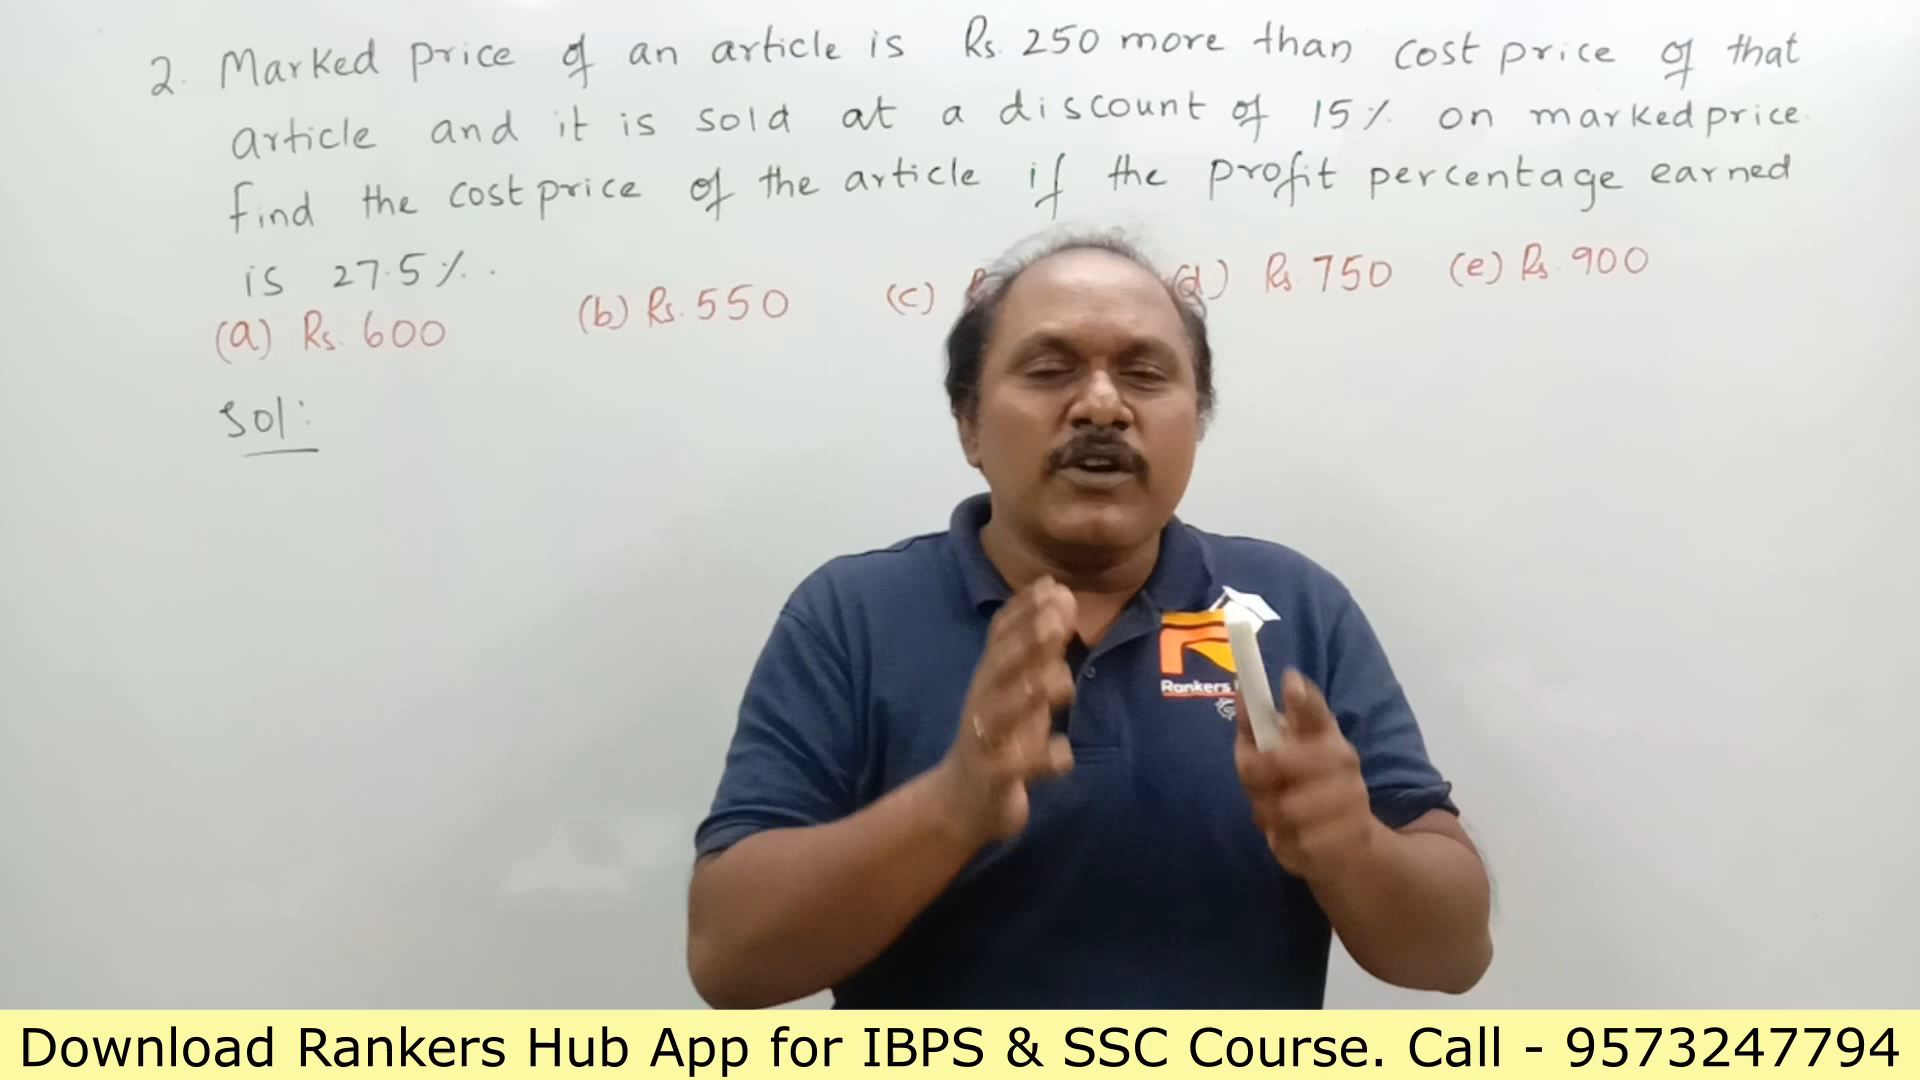 2. Marked price of an article is Rs. 250 more than cost price of that
article and it is sold at a discount of 15% on marked price.
find the cost price of the article if the profit percentage earned
is 27.5%.
(a) Rs. 600 (b) Rs. 550 (c) (d) Rs. 750 (e) Rs. 900
Sol:
Rankers
Download Rankers Hub App for IBPS & SSC Course. Call - 9573247794